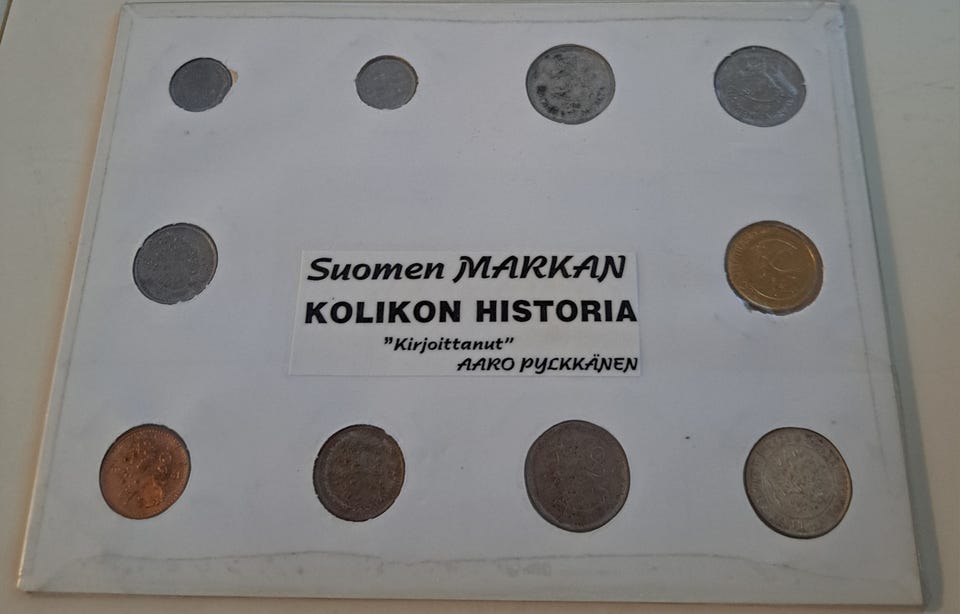 Suomen MARKAN
KOLIKON HISTORIA
"Kirjoittanut"
AARO PYLKKÄNEN